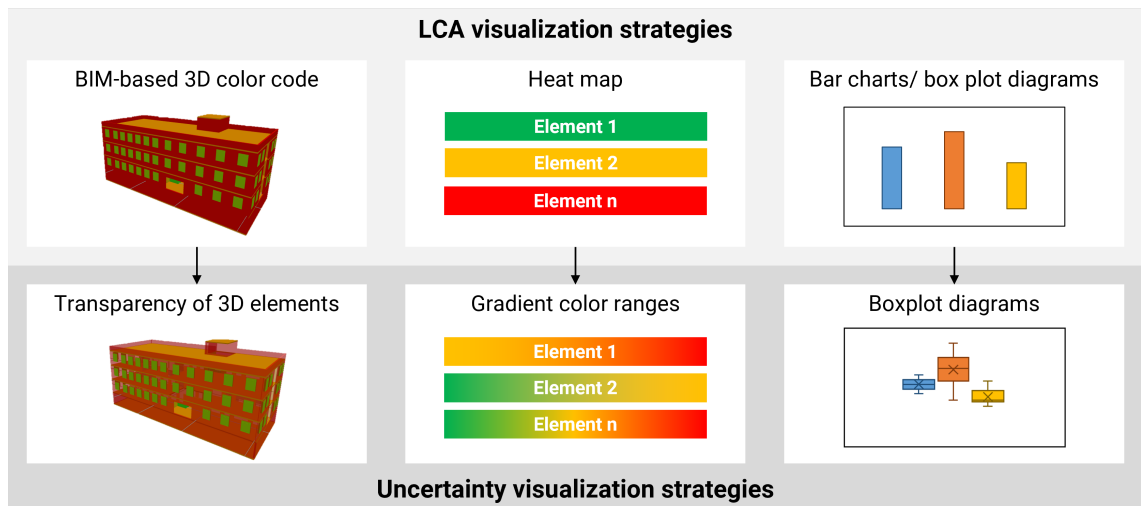 LCA visualization strategies
BIM-based 3D color code
Heat map
Bar charts/ box plot diagrams
Element 1
Element 2
Element n
Transparency of 3D elements
Gradient color ranges
Boxplot diagrams
Element 1
Element 2
Element n
Uncertainty visualization strategies